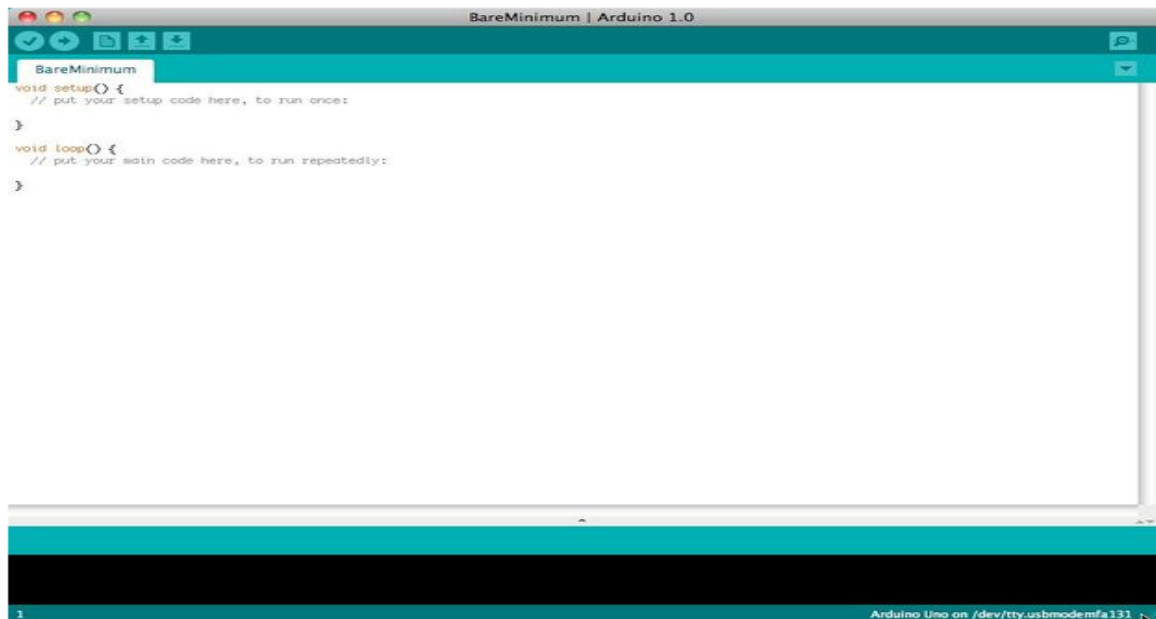 BareMinimum | Arduino 1.0
BareMinimum
void setup() {
  // put your setup code here, to run once:
}
void loop() {
  // put your main code here, to run repeatedly:
}
1
Arduino Uno on /dev/tty.usbmodemfa131